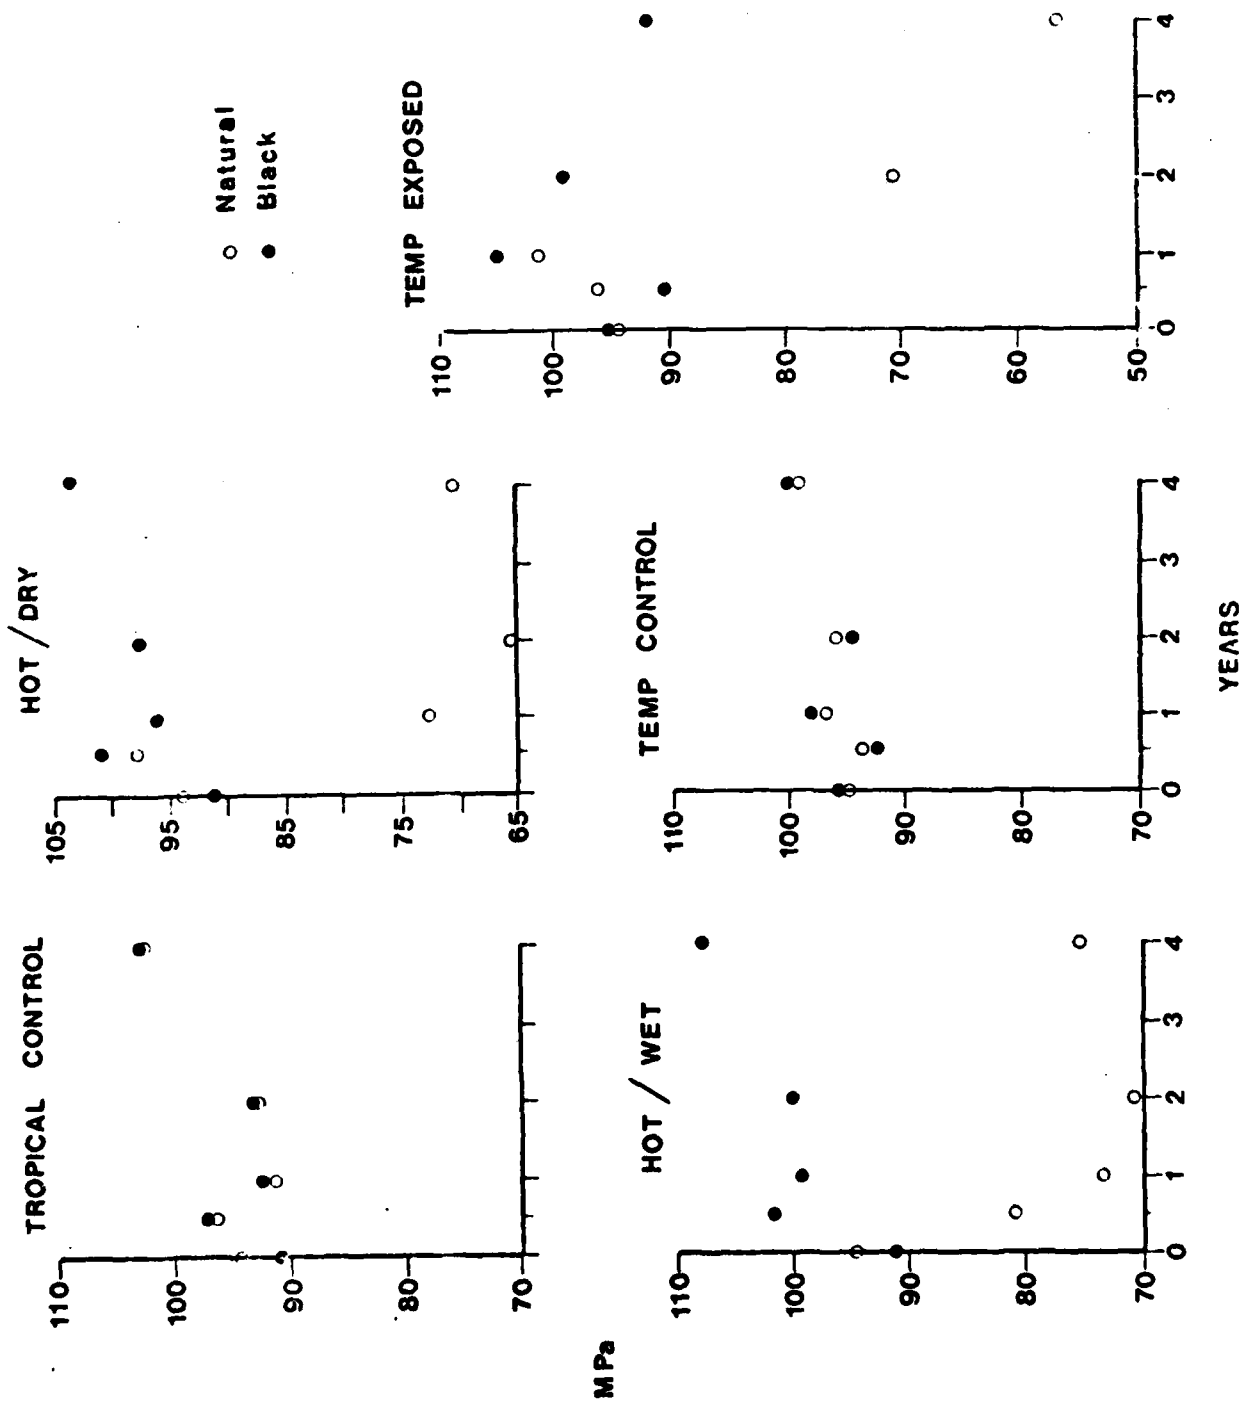 TROPICAL CONTROL
110
100
90
80
70
HOT / DRY
105
95
85
75
65
○ Natural
● Black
MPa
HOT / WET
110
100
90
80
70
0 1 2 3 4
TEMP CONTROL
110
100
90
80
70
0 1 2 3 4
TEMP EXPOSED
110
100
90
80
70
60
50
0 1 2 3 4
YEARS